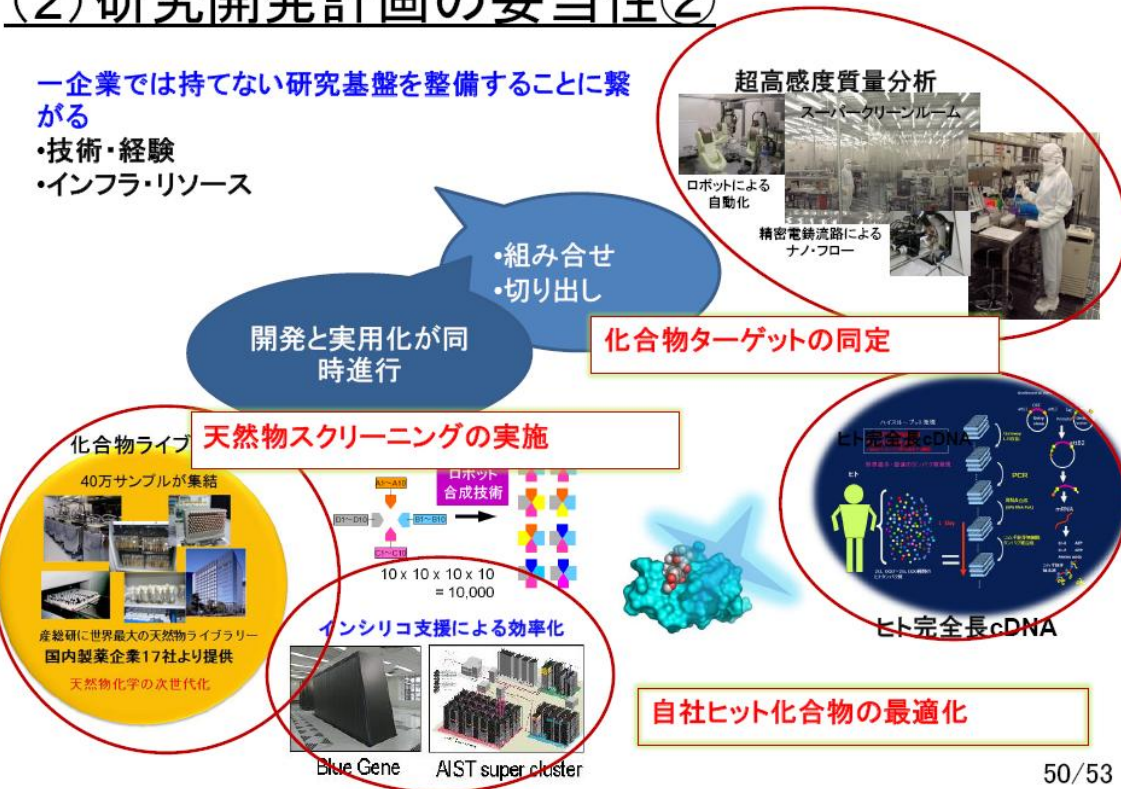 (2)研究開発計画の妥当性②
一企業では持てない研究基盤を整備することに繋
がる
•技術・経験
•インフラ・リソース
超高感度質量分析
スーパークリーンルーム
ロボットによる
自動化
精密電鋳流路による
ナノ・フロー
•組み合せ
•切り出し
開発と実用化が同
時進行
化合物ターゲットの同定
天然物スクリーニングの実施
化合物ライブ
40万サンプルが集結
産総研に世界最大の天然物ライブラリー
国内製薬企業17社より提供
天然物化学の次世代化
ロボット
合成技術
A1~A10
D1~D10
B1~B10
C1~C10
10 x 10 x 10 x 10
= 10,000
インシリコ支援による効率化
Blue Gene
AIST super cluster
ヒト完全長cDNA
ヒト
PCR
mRNA
ヒト完全長cDNA
自社ヒット化合物の最適化
50/53